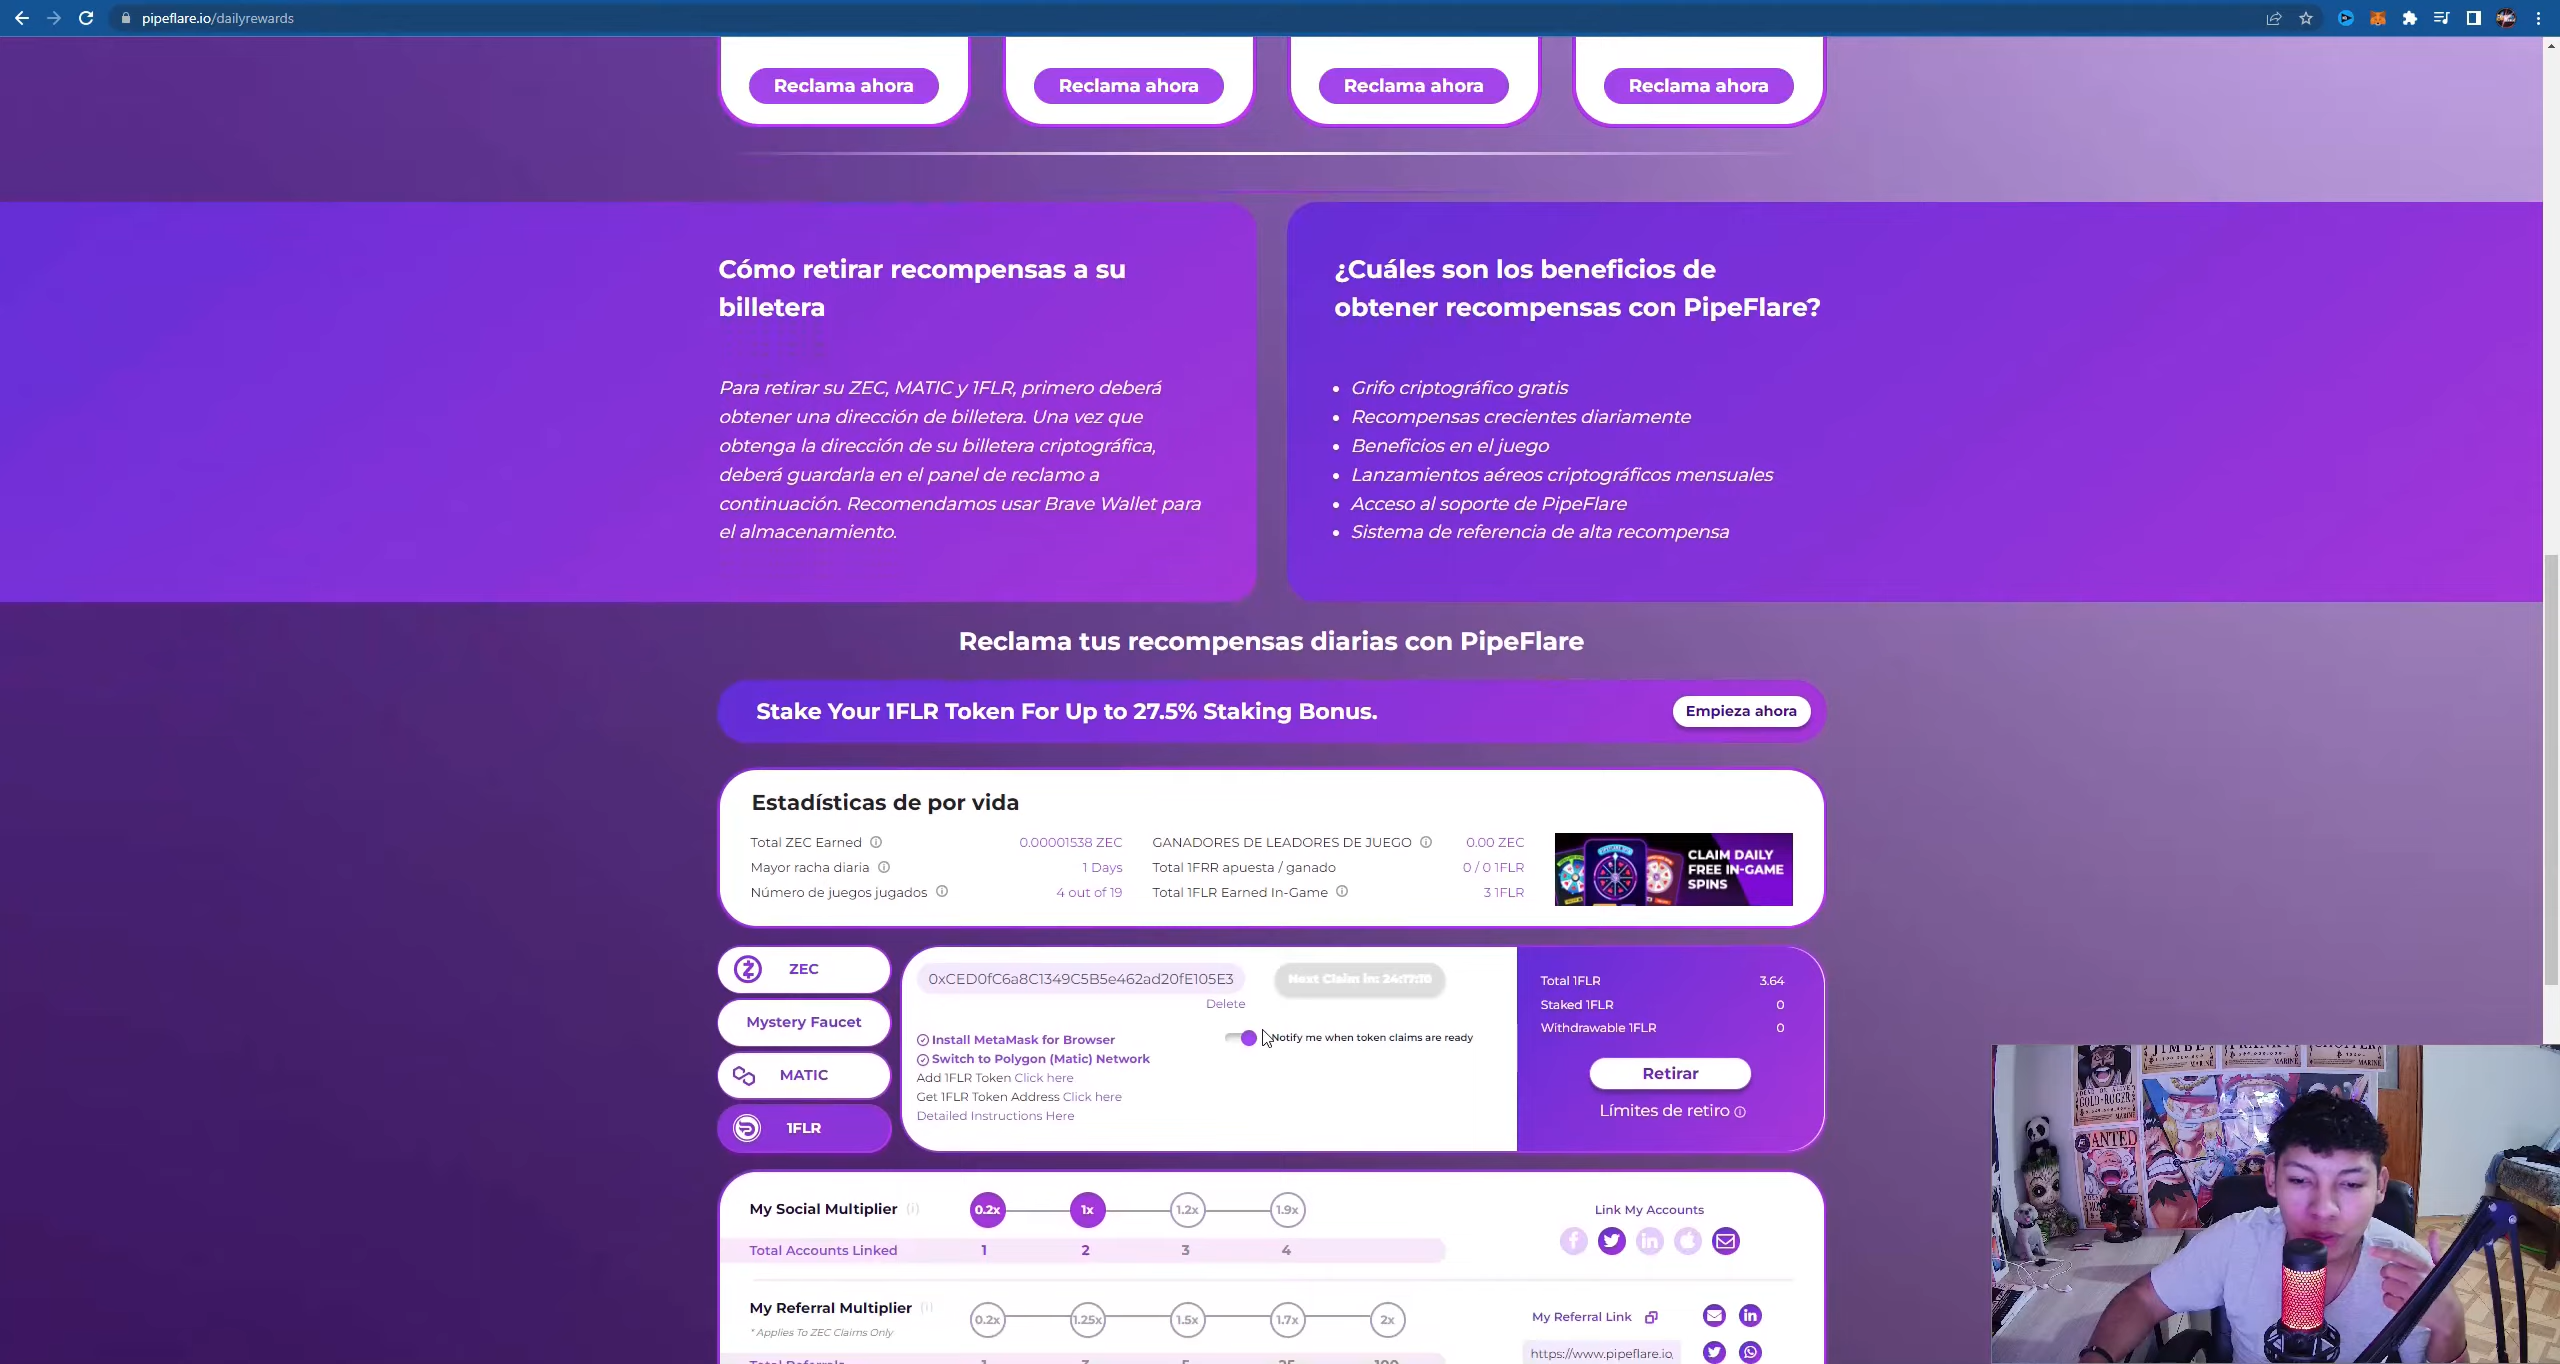 pipeflare.io/dailyrewards
Reclama ahora
Reclama ahora
Reclama ahora
Reclama ahora
Cómo retirar recompensas a su
billetera
Para retirar su ZEC, MATIC y 1FLR, primero deberá
obtener una dirección de billetera. Una vez que
obtenga la dirección de su billetera criptográfica,
deberá guardarla en el panel de reclamo a
continuación. Recomendamos usar Brave Wallet para
el almacenamiento.
¿Cuáles son los beneficios de
obtener recompensas con PipeFlare?
• Grifo criptográfico gratis
• Recompensas crecientes diariamente
• Beneficios en el juego
• Lanzamientos aéreos criptográficos mensuales
• Acceso al soporte de PipeFlare
• Sistema de referencia de alta recompensa
Reclama tus recompensas diarias con PipeFlare
Stake Your 1FLR Token For Up to 27.5% Staking Bonus.
Empieza ahora
Estadísticas de por vida
Total ZEC Earned 0.00001538 ZEC
Mayor racha diaria 1 Days
Número de juegos jugados 4 out of 19
GANADORES DE LEADORES DE JUEGO 0.00 ZEC
Total 1FRR apuesta / ganado 0 / 0 1FLR
Total 1FLR Earned In-Game 3 1FLR
CLAIM DAILY
FREE IN-GAME
SPINS
ZEC
Mystery Faucet
MATIC
1FLR
0xCED0fC6a8C1349C5B5e462ad20fE105E3
Delete
Next Claim in: 24:17:10
Notify me when token claims are ready
Install MetaMask for Browser
Switch to Polygon (Matic) Network
Add 1FLR Token Click here
Get 1FLR Token Address Click here
Detailed Instructions Here
Total 1FLR 3.64
Staked 1FLR 0
Withdrawable 1FLR 0
Retirar
Límites de retiro
My Social Multiplier
0.2x 1x 1.2x 1.9x
Total Accounts Linked 1 2 3 4
Link My Accounts
My Referral Multiplier
* Applies To ZEC Claims Only
0.2x 1.25x 1.5x 1.7x 2x
My Referral Link
https://www.pipeflare.io
GOLD·ROGER
MARINE
WANTED
MARINE
MARINE